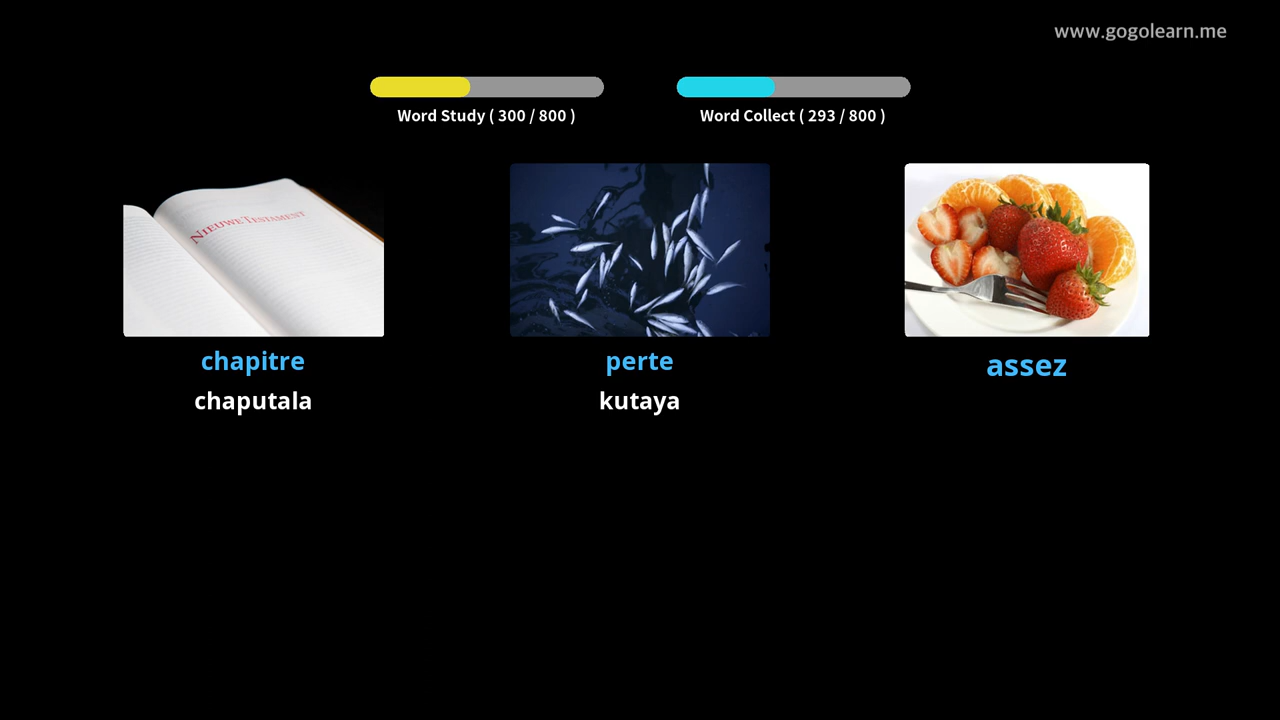 www.gogolearn.me
Word Study ( 300 / 800 )
Word Collect ( 293 / 800 )
NIEUWE TESTAMENT
chapitre
perte
assez
chaputala
kutaya